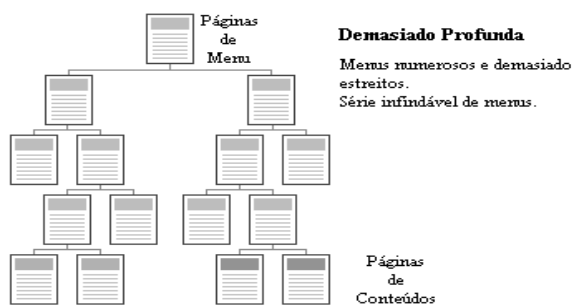 Páginas
de
Menu
Demasiado Profunda
Menus numerosos e demasiado
estreitos.
Série infindável de menus.
Páginas
de
Conteúdos